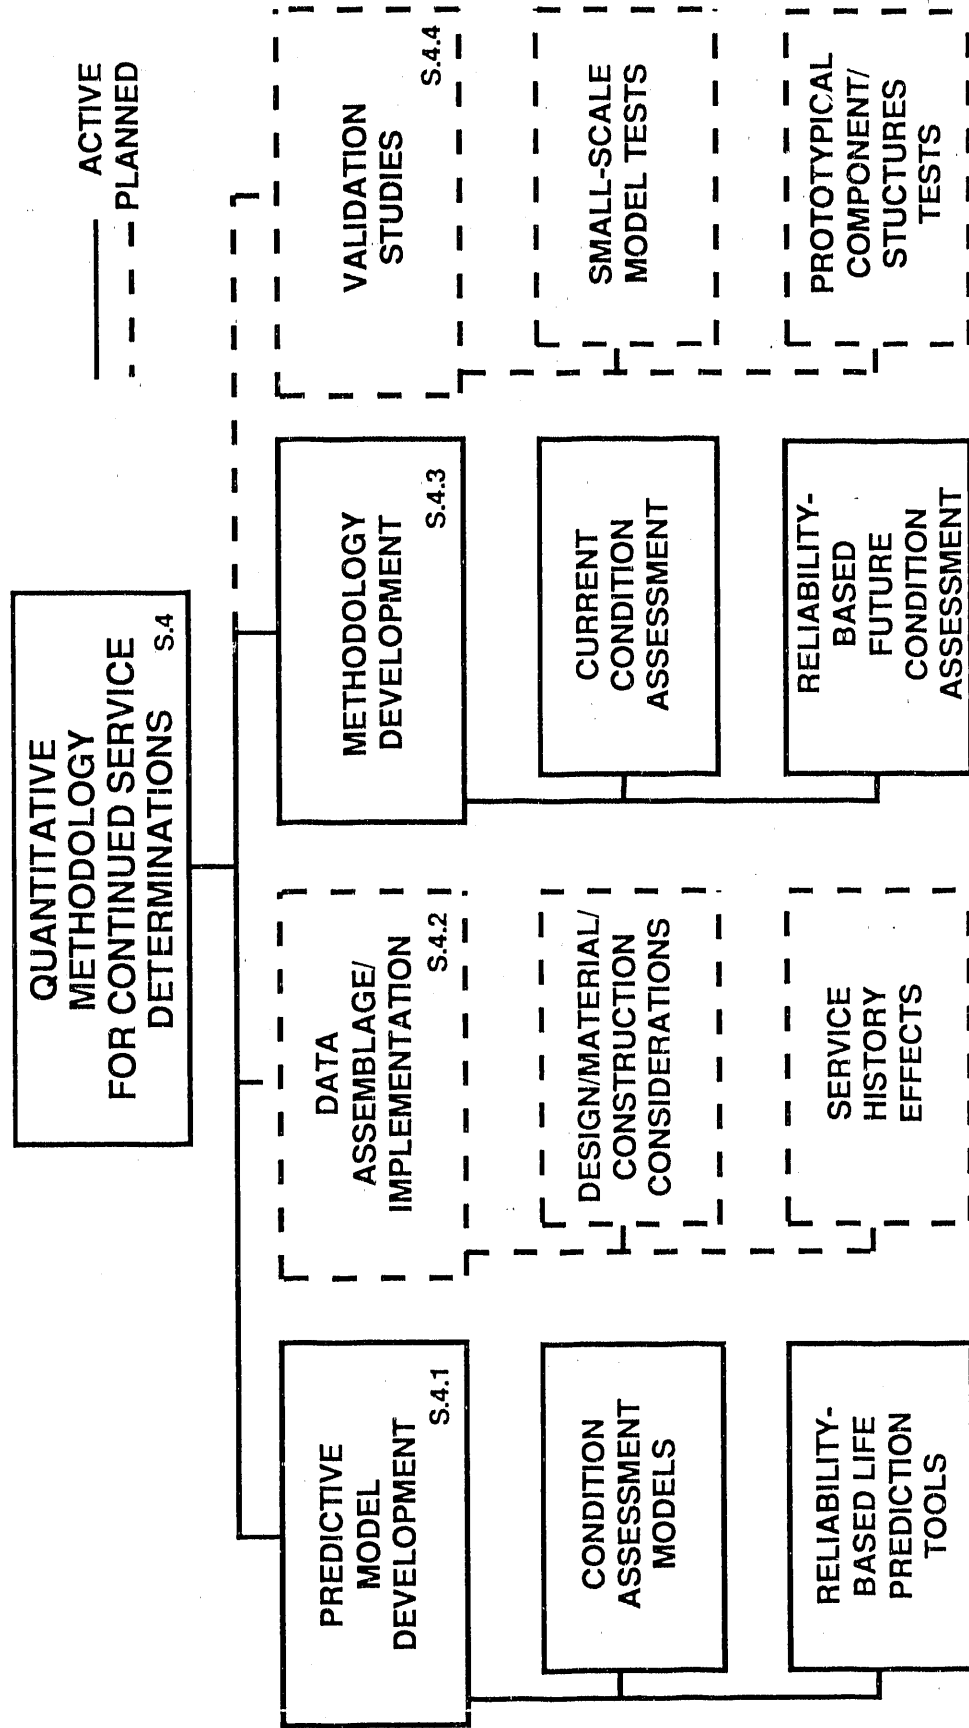 ACTIVE
PLANNED
QUANTITATIVE
METHODOLOGY
FOR CONTINUED SERVICE
DETERMINATIONS
S.4
PREDICTIVE
MODEL
DEVELOPMENT
S.4.1
CONDITION
ASSESSMENT
MODELS
RELIABILITY-
BASED LIFE
PREDICTION
TOOLS
DATA
ASSEMBLAGE/
IMPLEMENTATION
S.4.2
DESIGN/MATERIAL/
CONSTRUCTION
CONSIDERATIONS
SERVICE
HISTORY
EFFECTS
METHODOLOGY
DEVELOPMENT
S.4.3
CURRENT
CONDITION
ASSESSMENT
RELIABILITY-
BASED
FUTURE
CONDITION
ASSESSMENT
VALIDATION
STUDIES
S.4.4
SMALL-SCALE
MODEL TESTS
PROTOTYPICAL
COMPONENT/
STUCTURES
TESTS